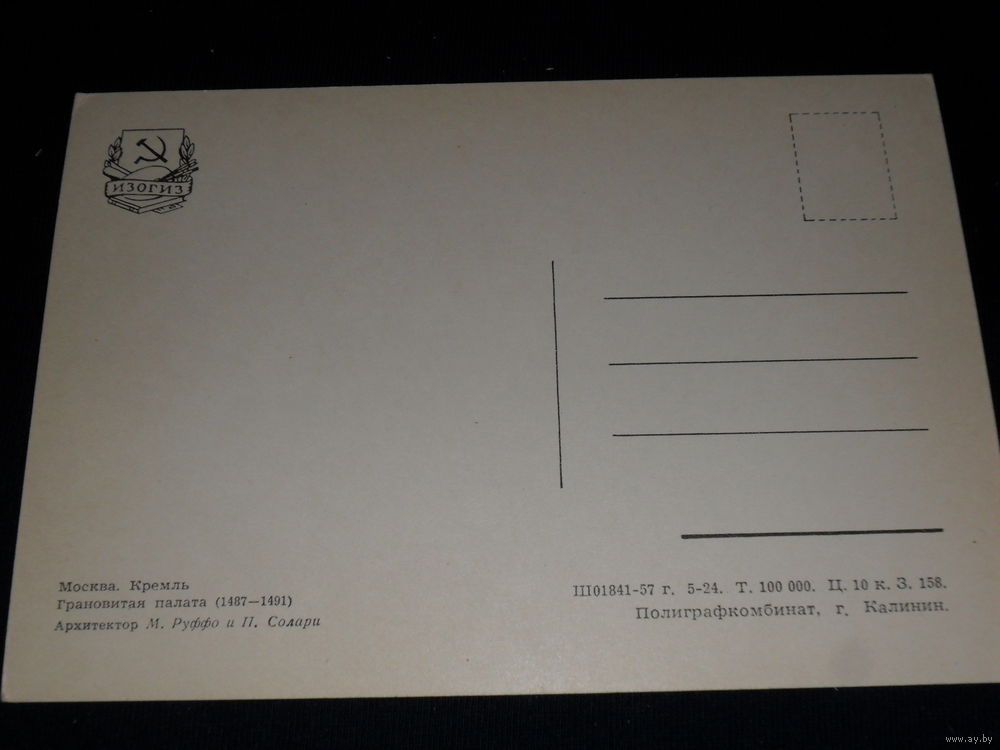 ИЗОГИЗ
Москва. Кремль
Грановитая палата (1487—1491)
Архитектор М. Руффо и П. Солари
Ш01841-57 г. 5-24. Т. 100 000. Ц. 10 к. З. 158.
Полиграфкомбинат, г. Калинин.
www.ay.by